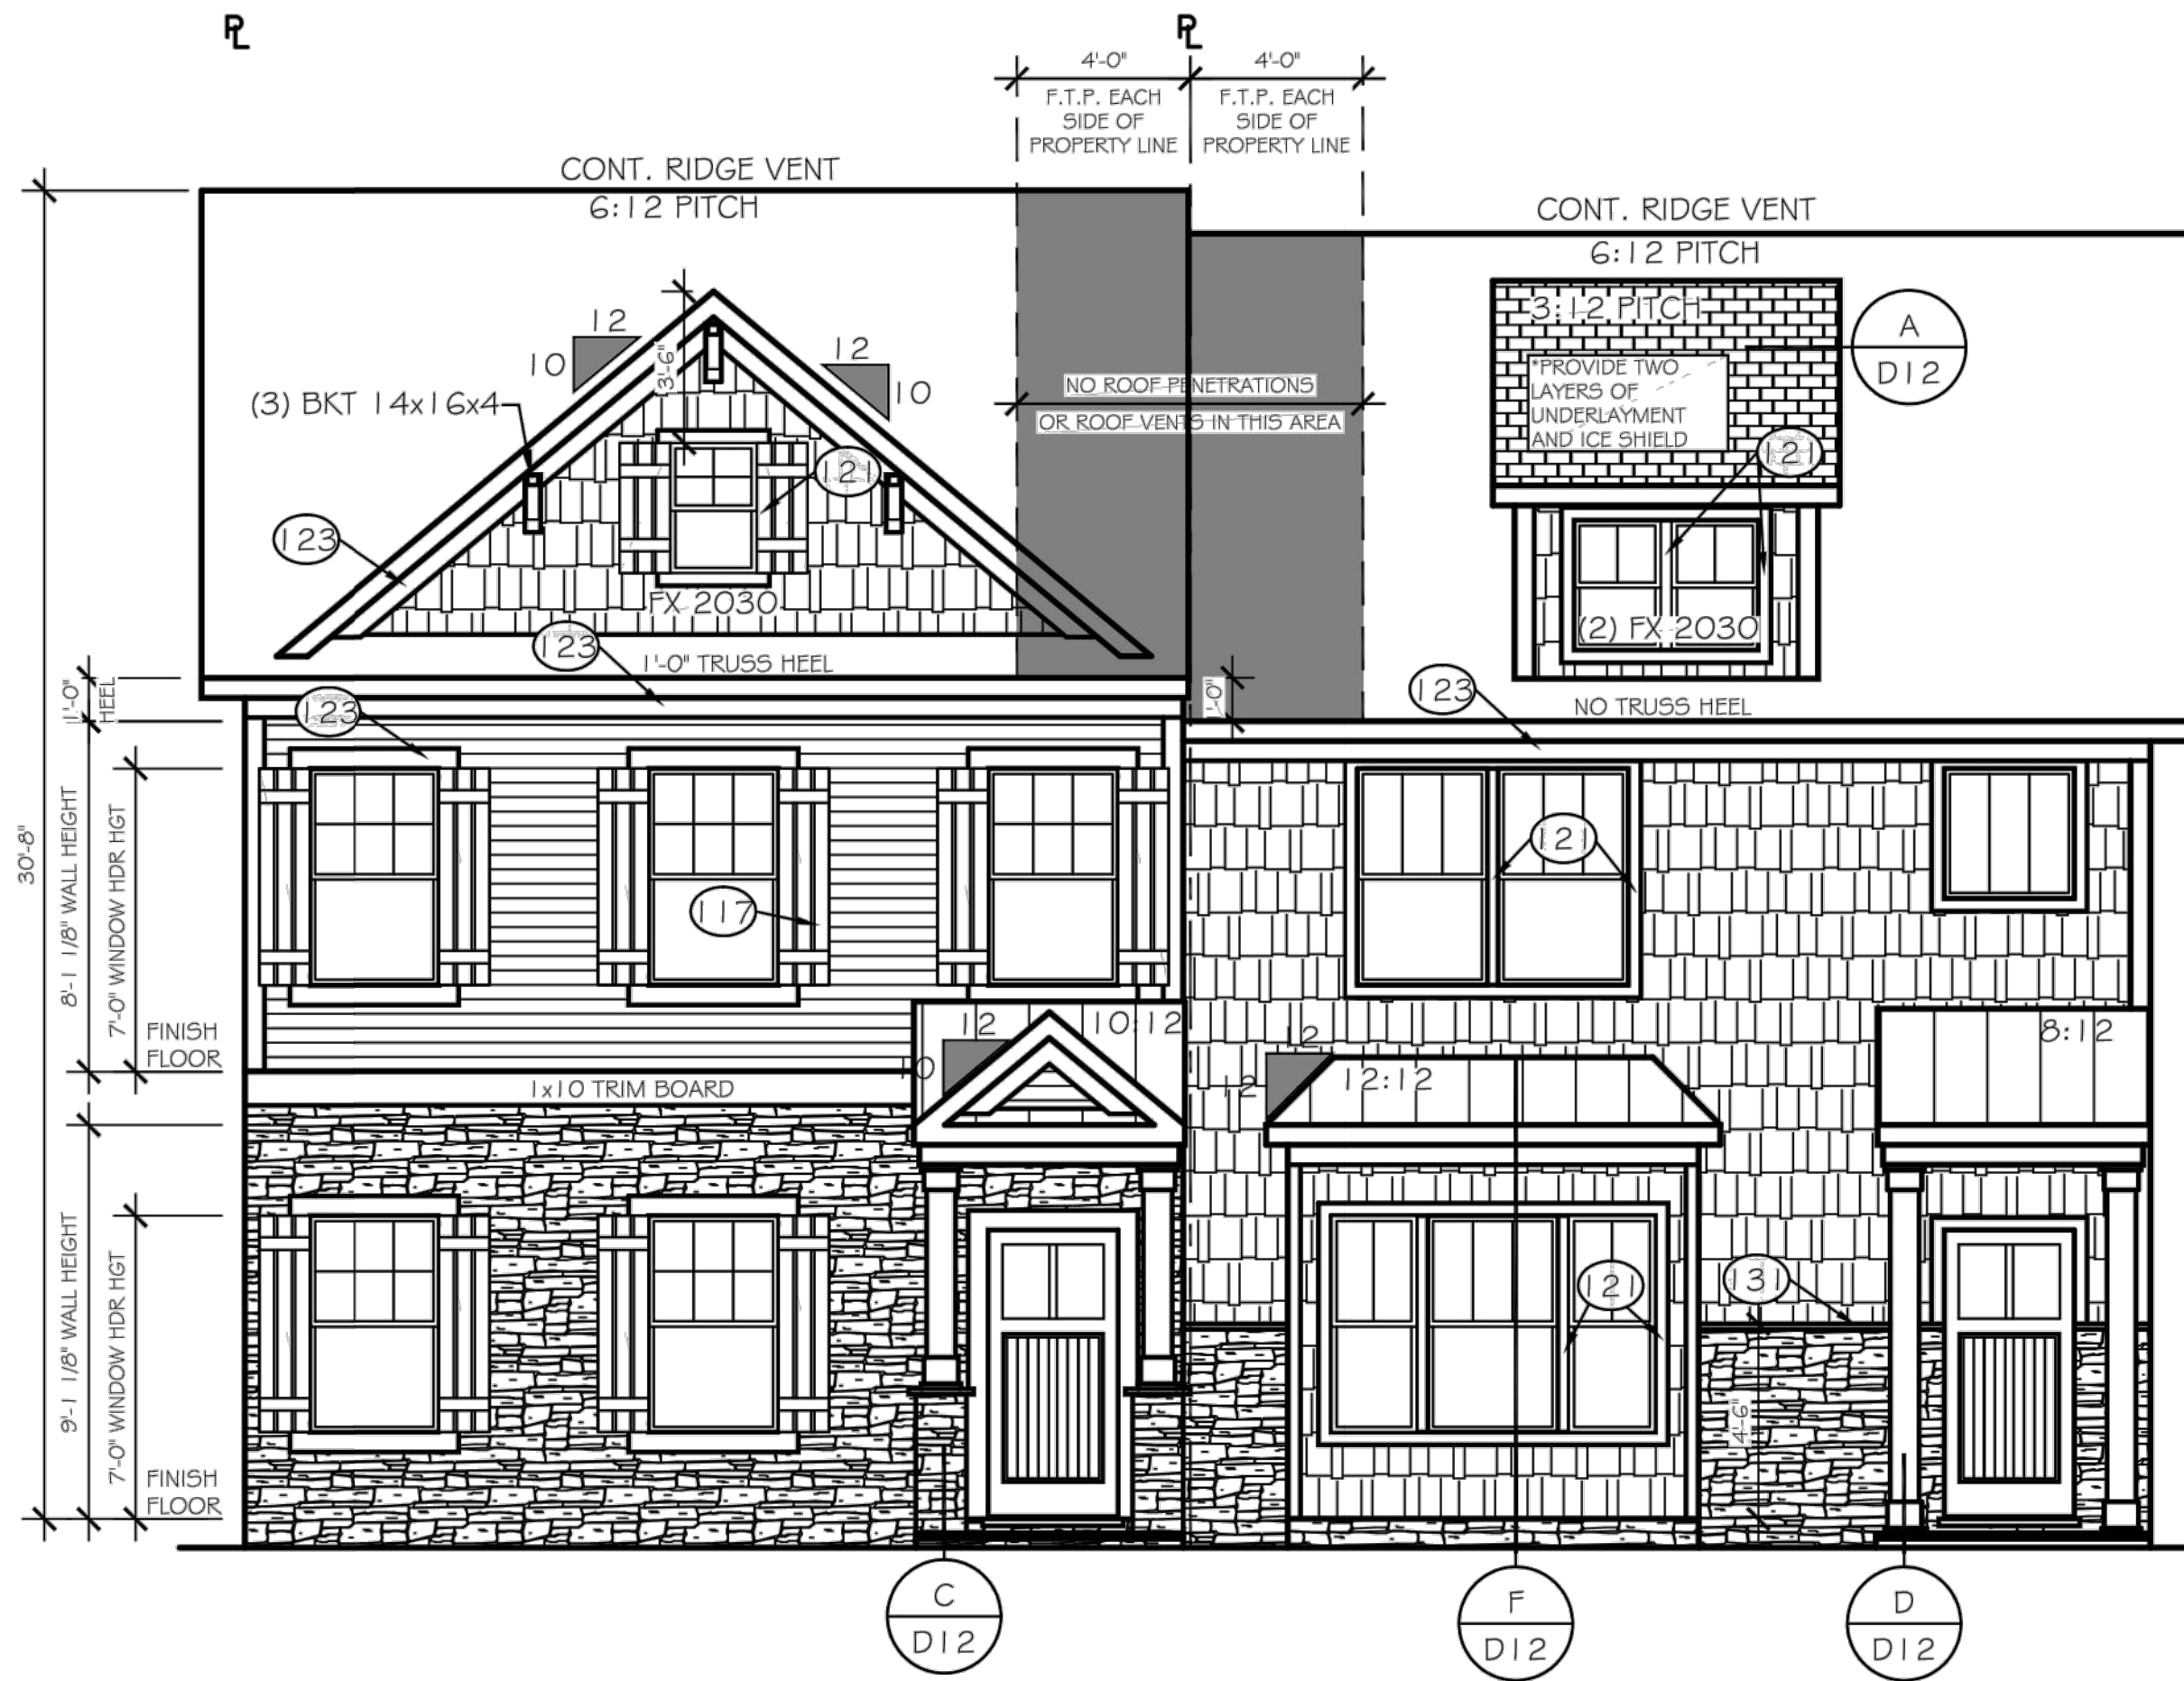 PL
PL
4'-0"
4'-0"
F.T.P. EACH
SIDE OF
PROPERTY LINE
F.T.P. EACH
SIDE OF
PROPERTY LINE
CONT. RIDGE VENT
6:12 PITCH
CONT. RIDGE VENT
6:12 PITCH
3:12 PITCH
*PROVIDE TWO
LAYERS OF
UNDERLAYMENT
AND ICE SHIELD
A
D12
121
12
10
12
10
3'-6"
(3) BKT 14x16x4
NO ROOF PENETRATIONS
OR ROOF VENTS IN THIS AREA
121
123
FX 2030
(2) FX 2030
123
1'-0" TRUSS HEEL
NO TRUSS HEEL
1'-0"
HEEL
123
1'-0"
123
30'-8"
8'-1 1/8" WALL HEIGHT
7'-0" WINDOW HDR HGT
117
121
FINISH
FLOOR
12
10
10:12
12
12
12:12
8:12
1x10 TRIM BOARD
9'-1 1/8" WALL HEIGHT
7'-0" WINDOW HDR HGT
121
131
4'-6"
FINISH
FLOOR
C
D12
F
D12
D
D12